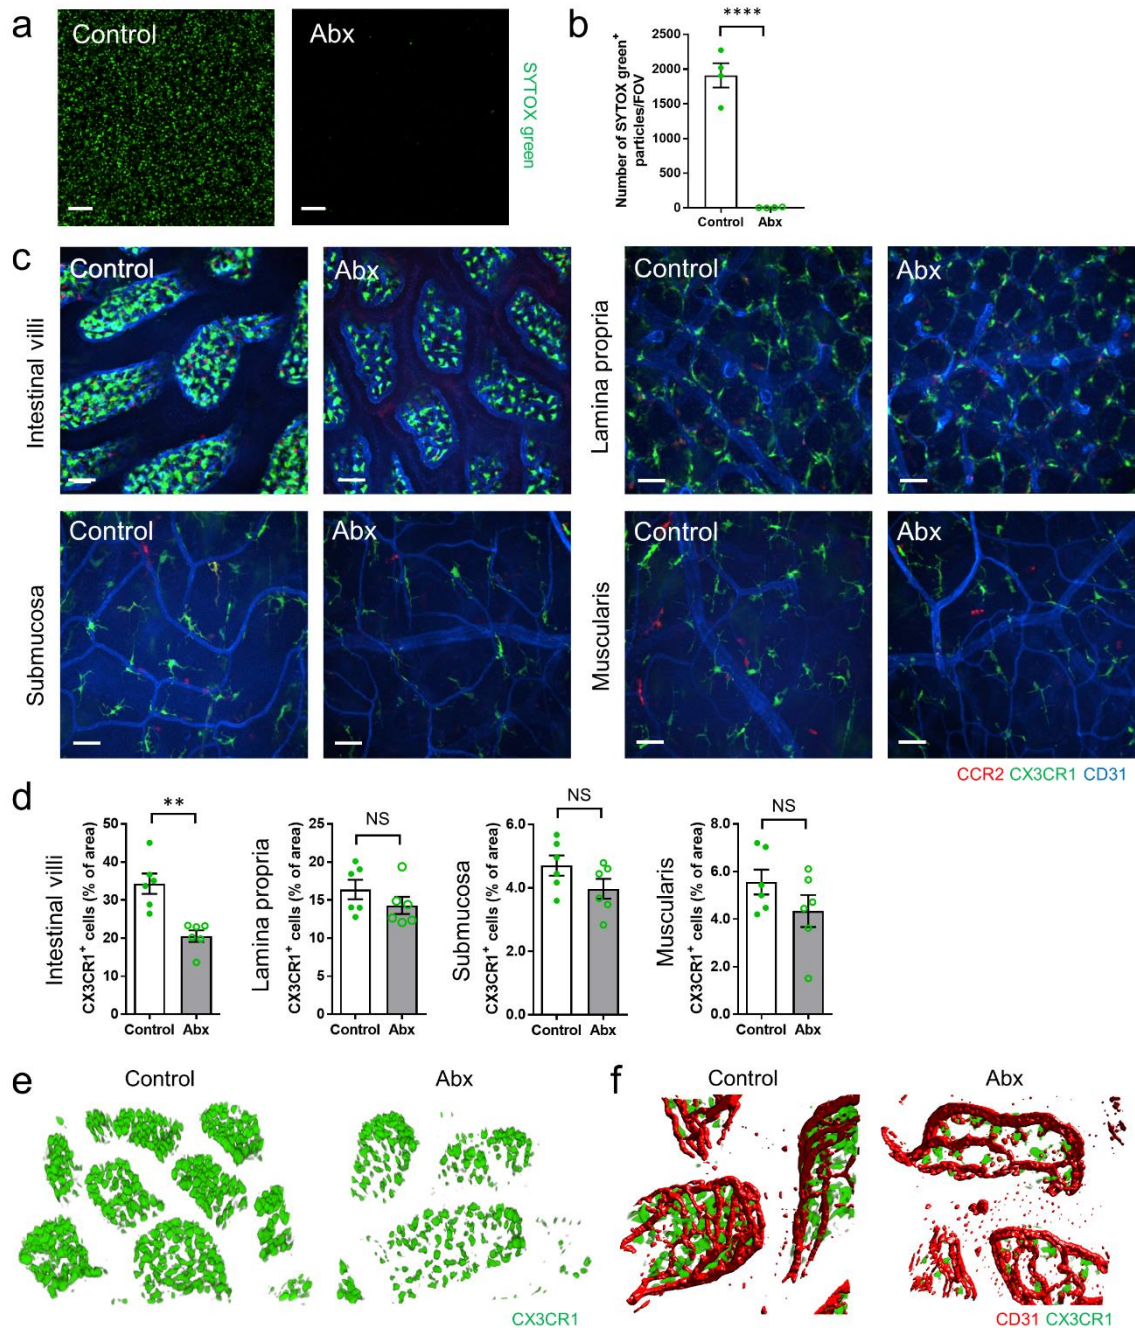 a
Control
Abx
SYTOX green
b
****
Number of SYTOX green⁺
particles/FOV
2500
2000
1500
1000
500
0
Control Abx
c
Intestinal villi
Control
Abx
Lamina propria
Control
Abx
Submucosa
Control
Abx
Muscularis
Control
Abx
CCR2 CX3CR1 CD31
d
Intestinal villi
CX3CR1⁺ cells (% of area)
**
50
40
30
20
10
0
Control Abx
Lamina propria
CX3CR1⁺ cells (% of area)
NS
25
20
15
10
5
0
Control Abx
Submucosa
CX3CR1⁺ cells (% of area)
NS
6.0
4.0
2.0
0.0
Control Abx
Muscularis
CX3CR1⁺ cells (% of area)
NS
8.0
6.0
4.0
2.0
0.0
Control Abx
e
Control
Abx
CX3CR1
f
Control
Abx
CD31 CX3CR1